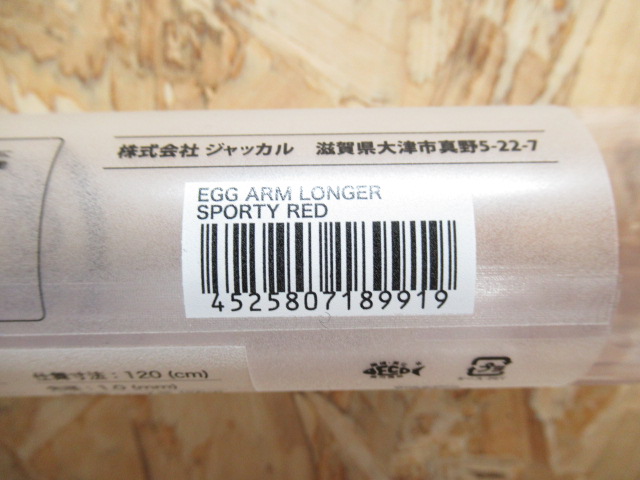 株式会社 ジャッカル 滋賀県大津市真野5-22-7
EGG ARM LONGER
SPORTY RED
4525807189919
仕舞寸法：120(cm)